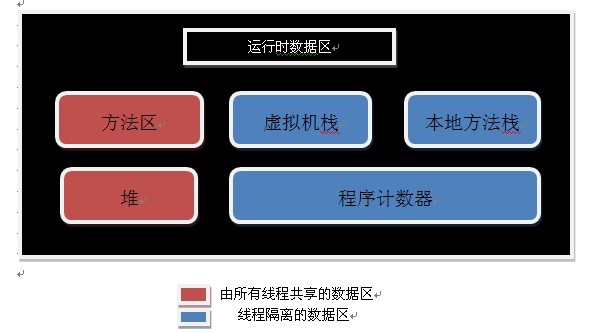 运行时数据区
方法区
虚拟机栈
本地方法栈
堆
程序计数器
由所有线程共享的数据区
线程隔离的数据区